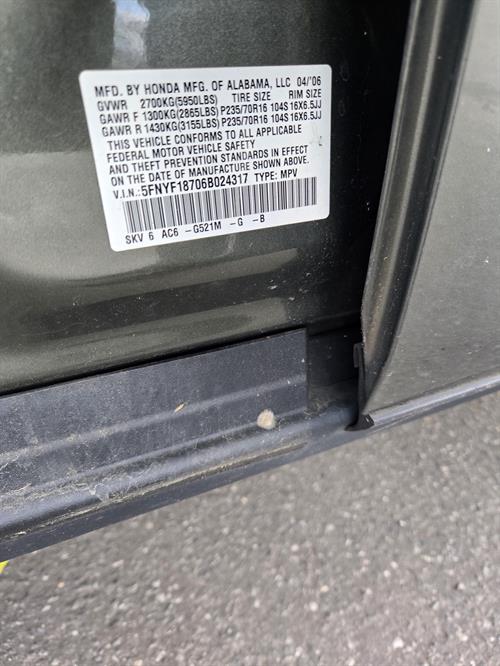 MFD. BY HONDA MFG. OF ALABAMA, LLC 04/'06
GVWR 2700KG(5950LBS) TIRE SIZE RIM SIZE
GAWR F 1300KG(2865LBS) P235/70R16 104S 16X6.5JJ
GAWR R 1430KG(3155LBS) P235/70R16 104S 16X6.5JJ
THIS VEHICLE CONFORMS TO ALL APPLICABLE
FEDERAL MOTOR VEHICLE SAFETY
AND THEFT PREVENTION STANDARDS IN EFFECT
ON THE DATE OF MANUFACTURE SHOWN ABOVE.
V.I.N.: 5FNYF18706B024317 TYPE: MPV
SKV 6 AC6 -G521M -G -B